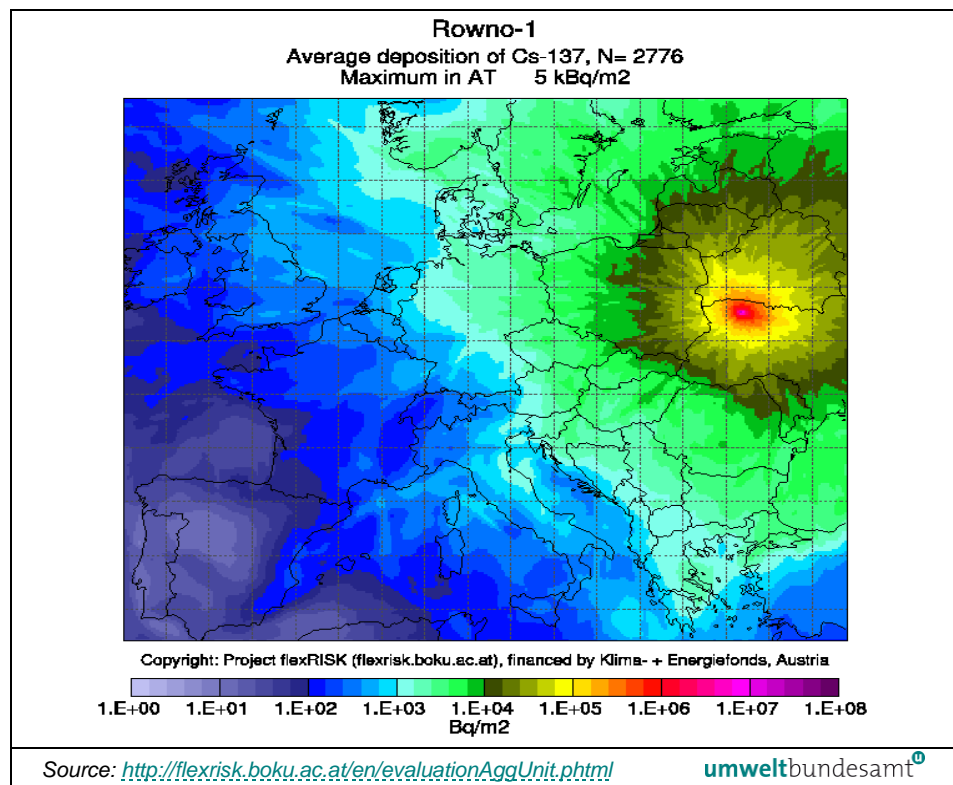 Rowno-1
Average deposition of Cs-137, N= 2776
Maximum in AT 5 kBq/m2
Copyright: Project flexRISK (flexrisk.boku.ac.at), financed by Klima- + Energiefonds, Austria
1.E+00 1.E+01 1.E+02 1.E+03 1.E+04 1.E+05 1.E+06 1.E+07 1.E+08
Bq/m2
Source: http://flexrisk.boku.ac.at/en/evaluationAggUnit.phtml umweltbundesamt u